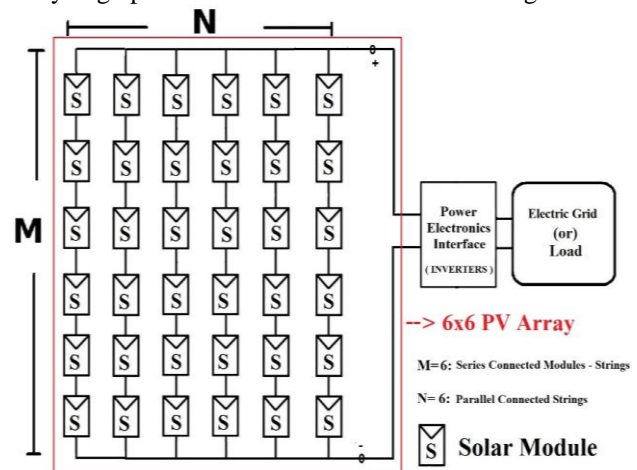 N
+
S S S S S S
S S S S S S
M
S S S S S S
S S S S S S
S S S S S S
S S S S S S
-
Power
Electronics
Interface
( INVERTERS )
Electric Grid
(or)
Load
--> 6x6 PV Array
M=6: Series Connected Modules - Strings
N= 6: Parallel Connected Strings
S Solar Module